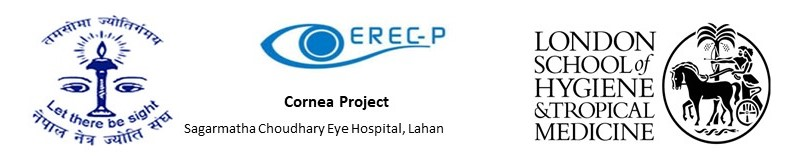 तमसोमा ज्योतिर्गमय
Let there be sight
नेपाल नेत्र ज्योति संघ
EREC-P
Cornea Project
Sagarmatha Choudhary Eye Hospital, Lahan
LONDON
SCHOOL of
HYGIENE
&TROPICAL
MEDICINE